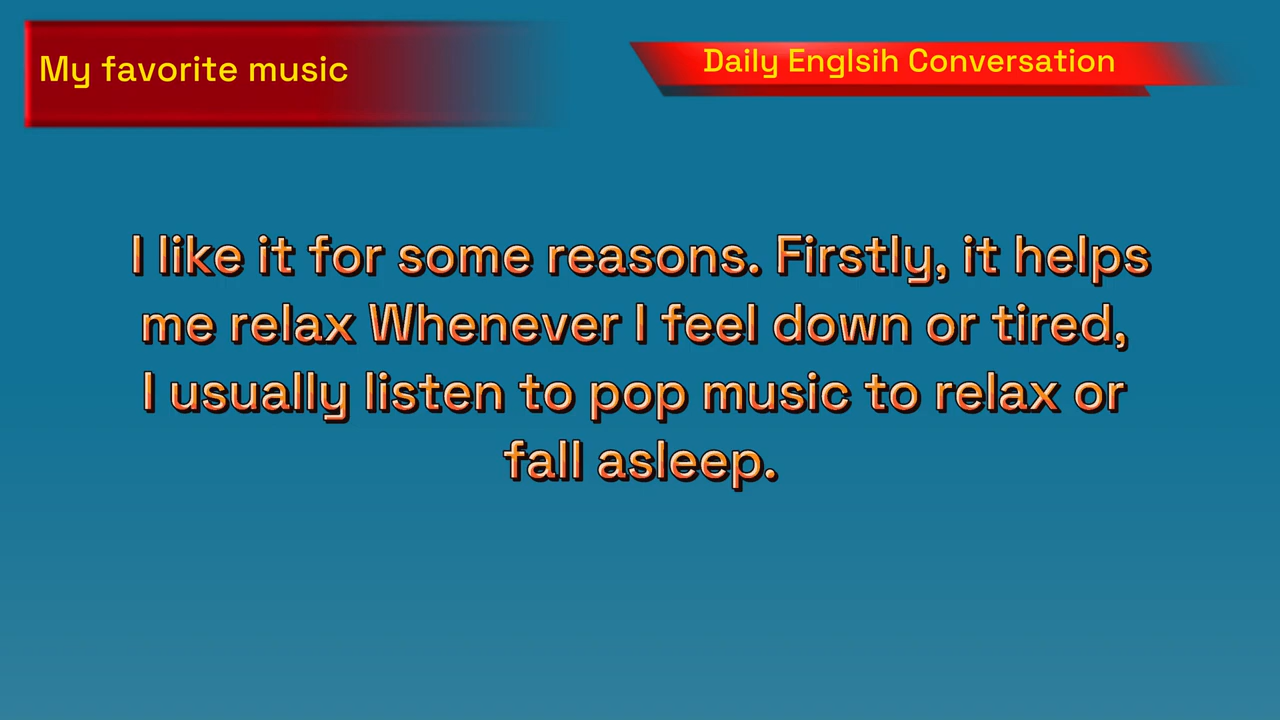 My favorite music
Daily Englsih Conversation
I like it for some reasons. Firstly, it helps
me relax Whenever I feel down or tired,
I usually listen to pop music to relax or
fall asleep.